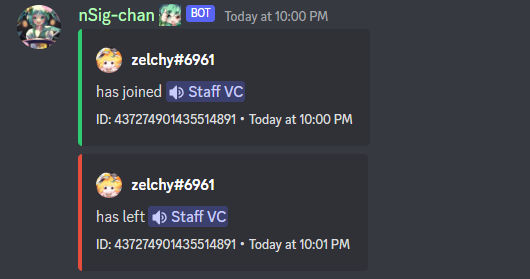 nSig-chan BOT Today at 10:00 PM
zelchy#6961
has joined Staff VC
ID: 437274901435514891 • Today at 10:00 PM
zelchy#6961
has left Staff VC
ID: 437274901435514891 • Today at 10:01 PM